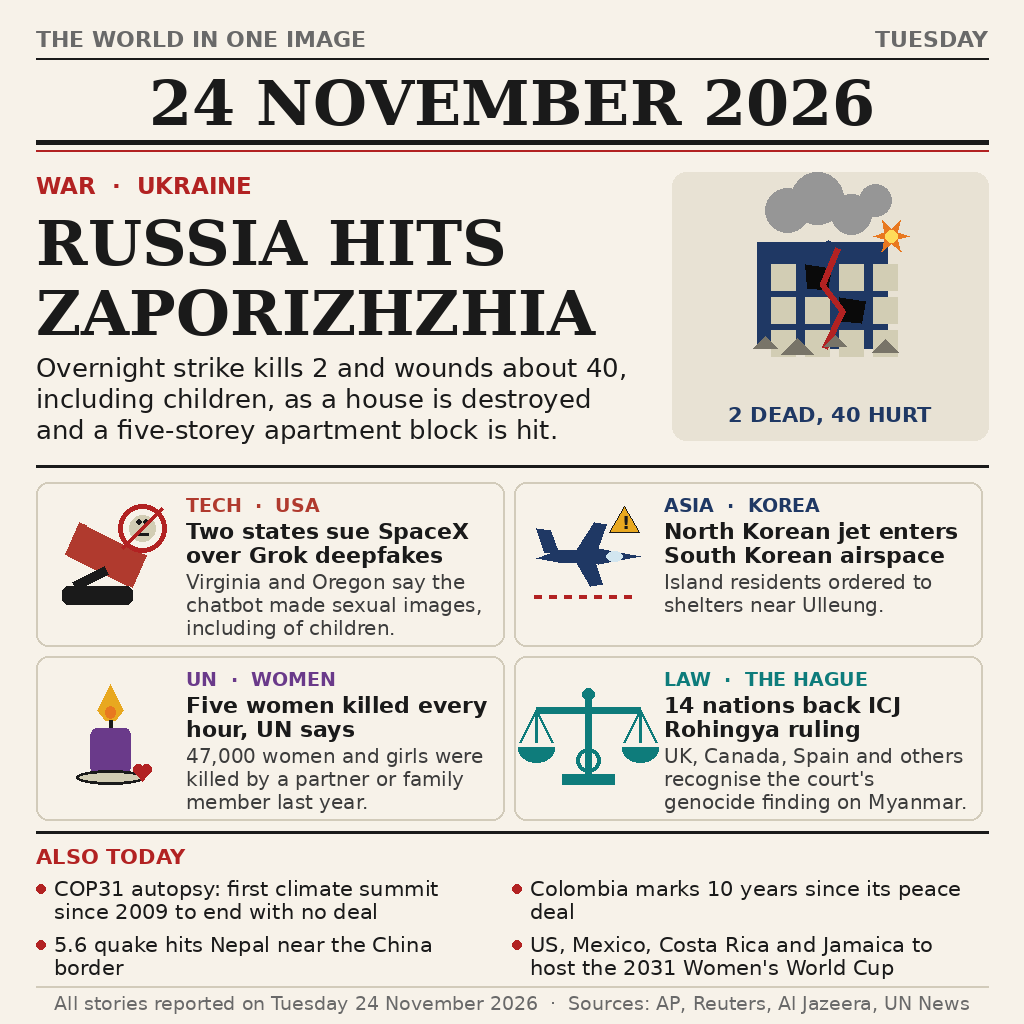 THE WORLD IN ONE IMAGE
TUESDAY
24 NOVEMBER 2026
WAR · UKRAINE
RUSSIA HITS
ZAPORIZHZHIA
Overnight strike kills 2 and wounds about 40,
including children, as a house is destroyed
and a five-storey apartment block is hit.
2 DEAD, 40 HURT
TECH · USA
Two states sue SpaceX
over Grok deepfakes
Virginia and Oregon say the
chatbot made sexual images,
including of children.
ASIA · KOREA
North Korean jet enters
South Korean airspace
Island residents ordered to
shelters near Ulleung.
UN · WOMEN
Five women killed every
hour, UN says
47,000 women and girls were
killed by a partner or family
member last year.
LAW · THE HAGUE
14 nations back ICJ
Rohingya ruling
UK, Canada, Spain and others
recognise the court's
genocide finding on Myanmar.
ALSO TODAY
COP31 autopsy: first climate summit
since 2009 to end with no deal
5.6 quake hits Nepal near the China
border
Colombia marks 10 years since its peace
deal
US, Mexico, Costa Rica and Jamaica to
host the 2031 Women's World Cup
All stories reported on Tuesday 24 November 2026 · Sources: AP, Reuters, Al Jazeera, UN News